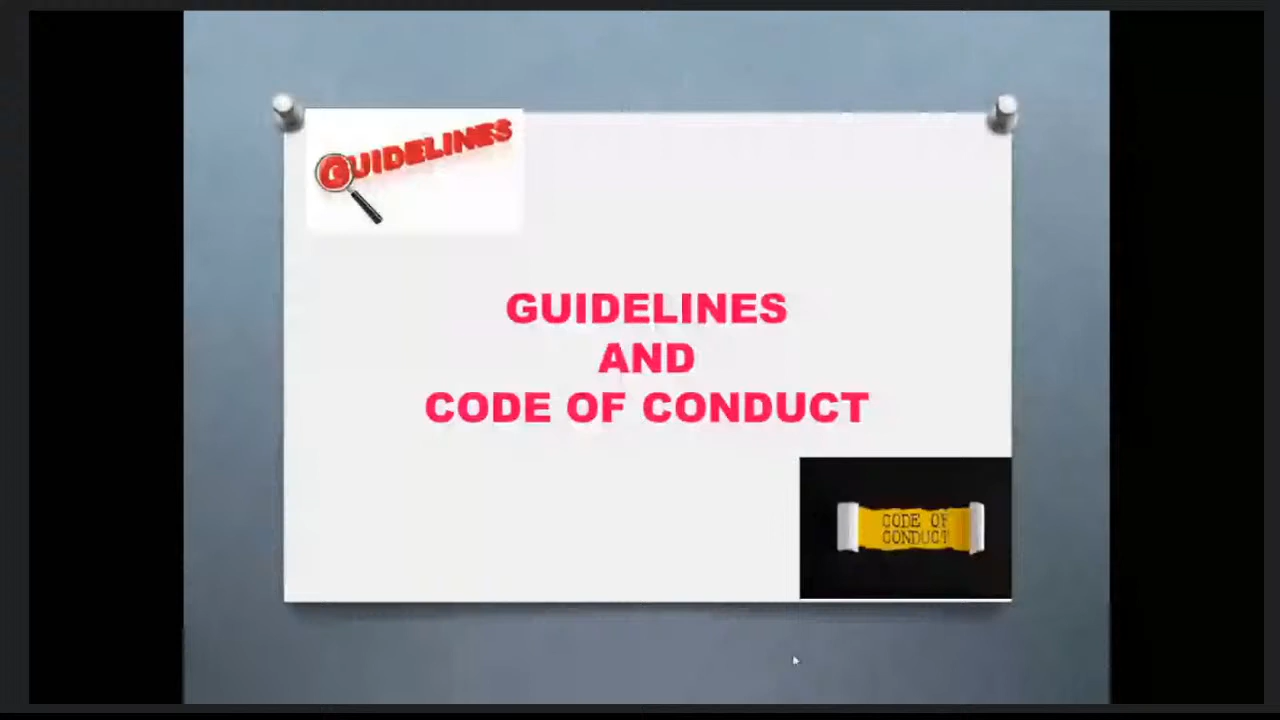 GUIDELINES
GUIDELINES
AND
CODE OF CONDUCT
CODE OF
CONDUCT